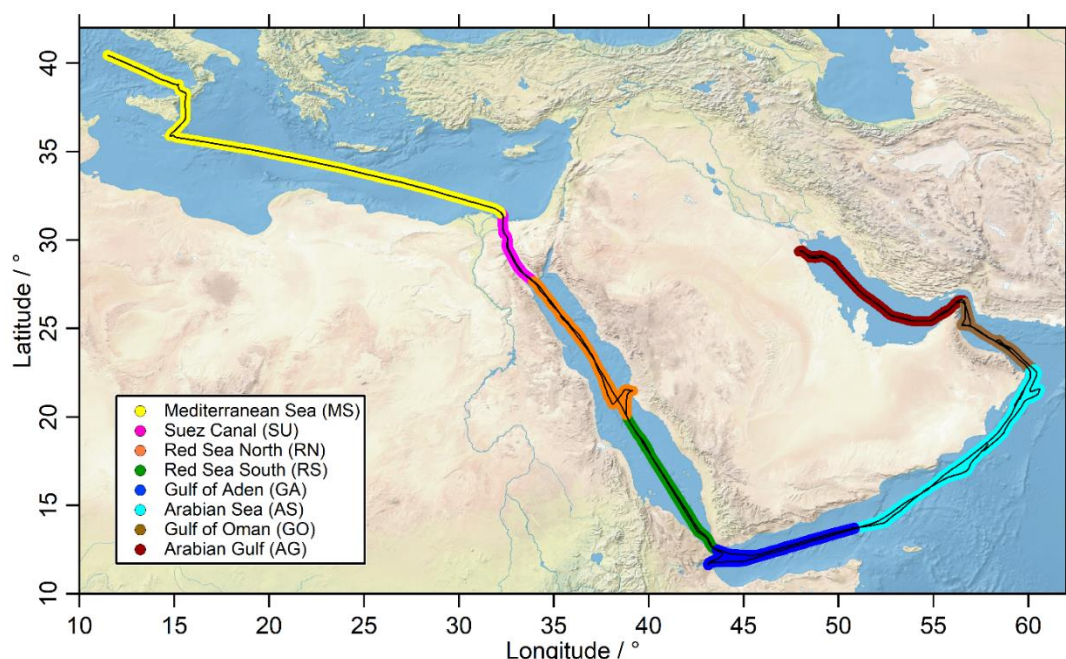 Latitude / °
40
35
30
25
20
15
10
Mediterranean Sea (MS)
Suez Canal (SU)
Red Sea North (RN)
Red Sea South (RS)
Gulf of Aden (GA)
Arabian Sea (AS)
Gulf of Oman (GO)
Arabian Gulf (AG)
10 15 20 25 30 35 40 45 50 55 60
Longitude / °